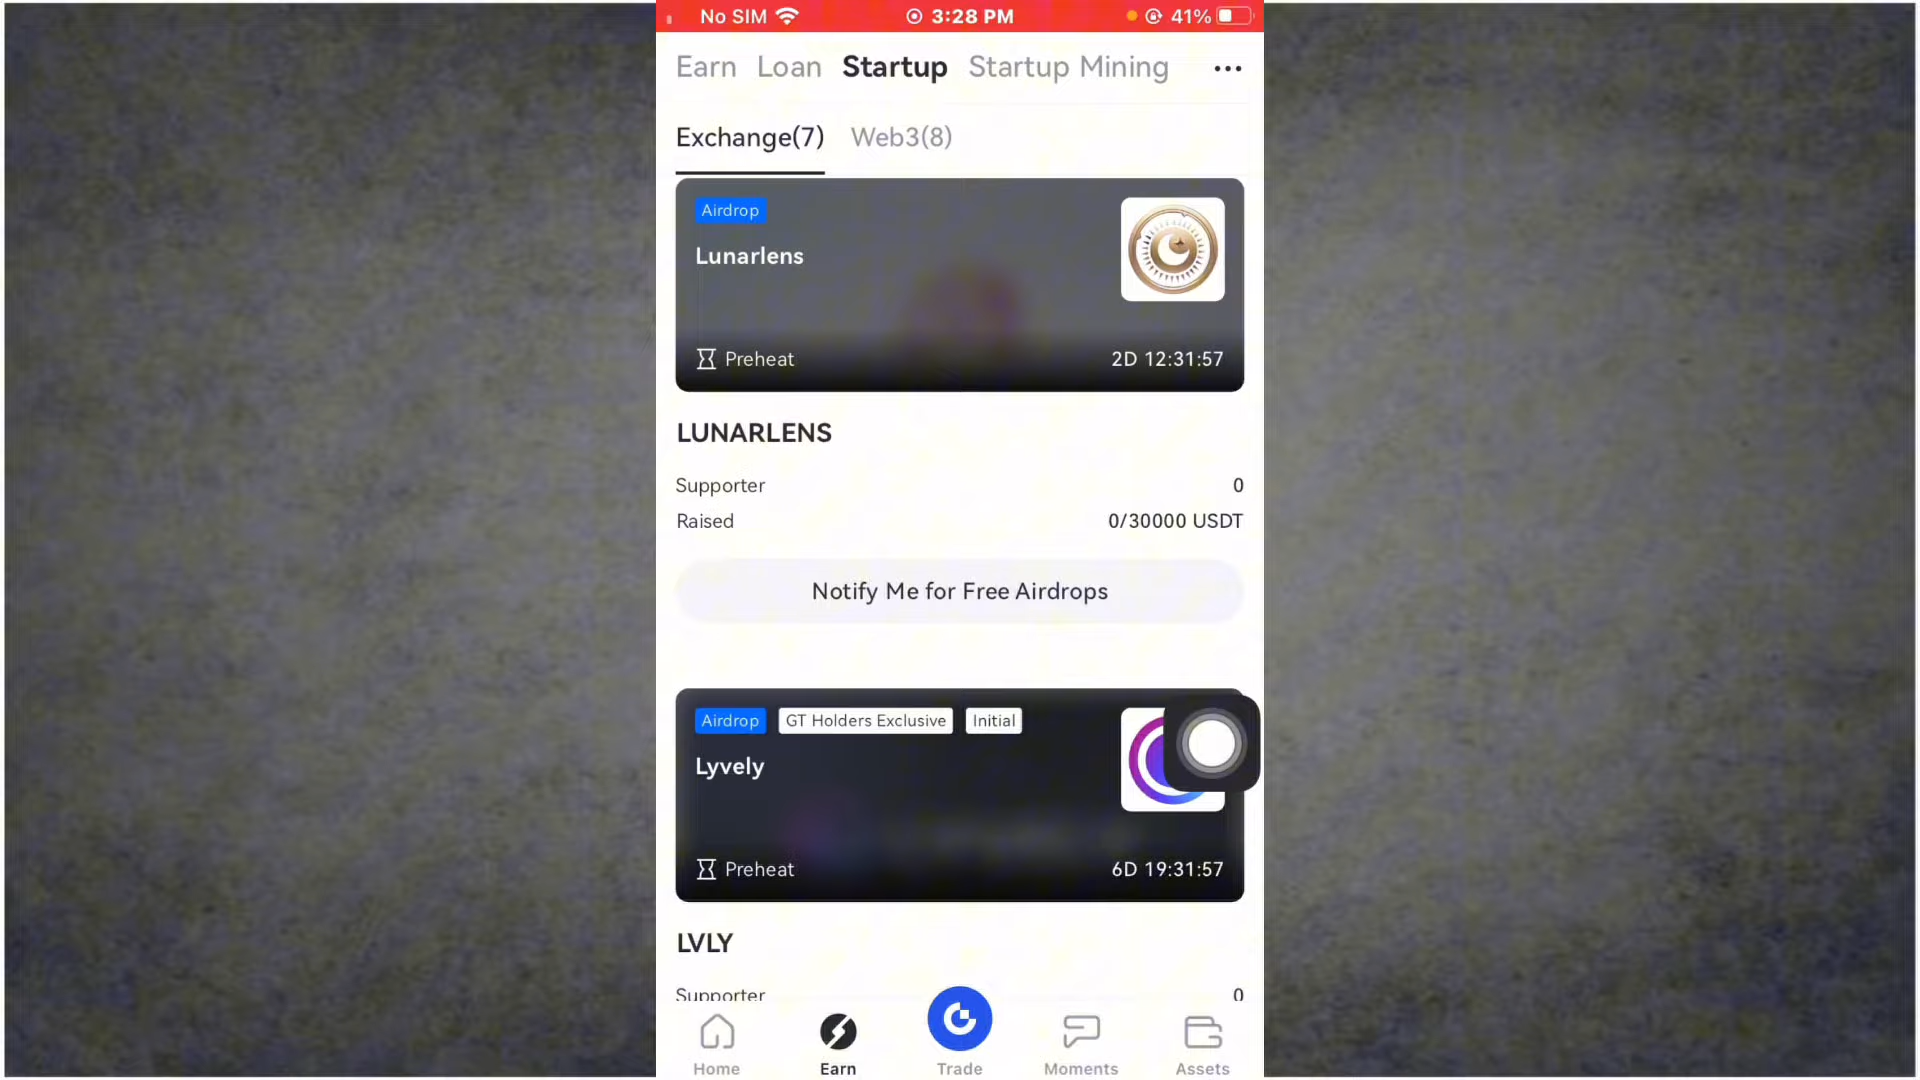 No SIM 3:28 PM 41%
Earn Loan Startup Startup Mining
Exchange(7) Web3(8)
Airdrop
Lunarlens
Preheat 2D 12:31:57
LUNARLENS
Supporter 0
Raised 0/30000 USDT
Notify Me for Free Airdrops
Airdrop GT Holders Exclusive Initial
Lyvely
Preheat 6D 19:31:57
LVLY
Supporter 0
Home Earn Trade Moments Assets